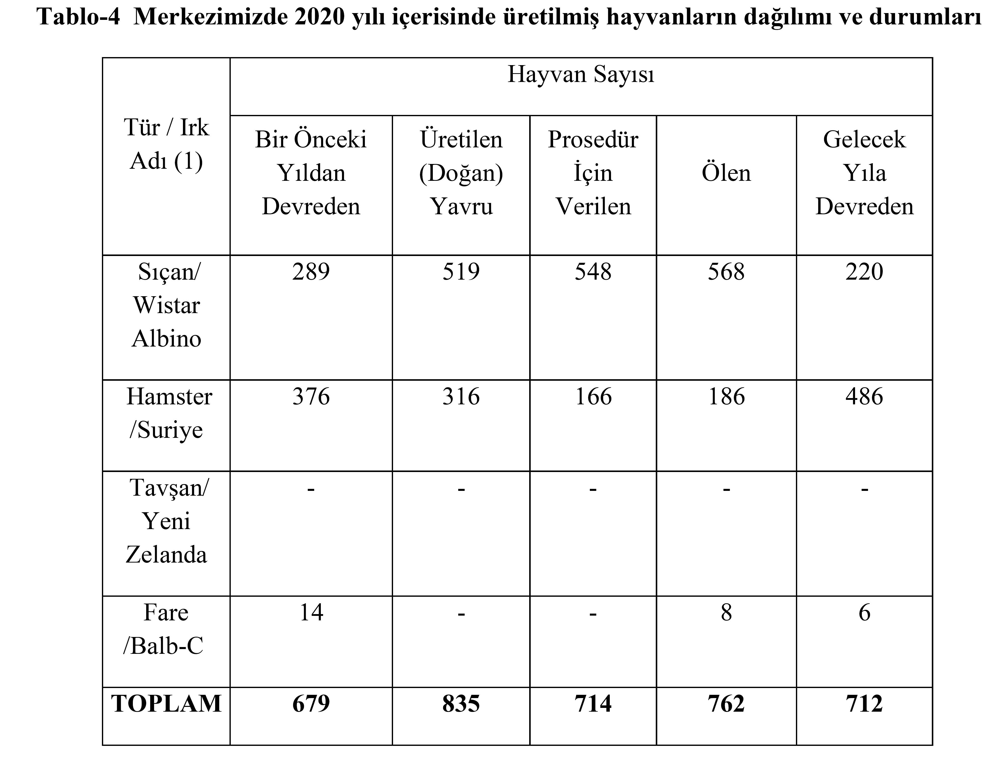 Tablo-4 Merkezimizde 2020 yılı içerisinde üretilmiş hayvanların dağılımı ve durumları
Tür / Irk
Adı (1)
Hayvan Sayısı
Bir Önceki
Yıldan
Devreden
Üretilen
(Doğan)
Yavru
Prosedür
İçin
Verilen
Ölen
Gelecek
Yıla
Devreden
Sıçan/
Wistar
Albino
289
519
548
568
220
Hamster
/Suriye
376
316
166
186
486
Tavşan/
Yeni
Zelanda
-
-
-
-
-
Fare
/Balb-C
14
-
-
8
6
TOPLAM
679
835
714
762
712